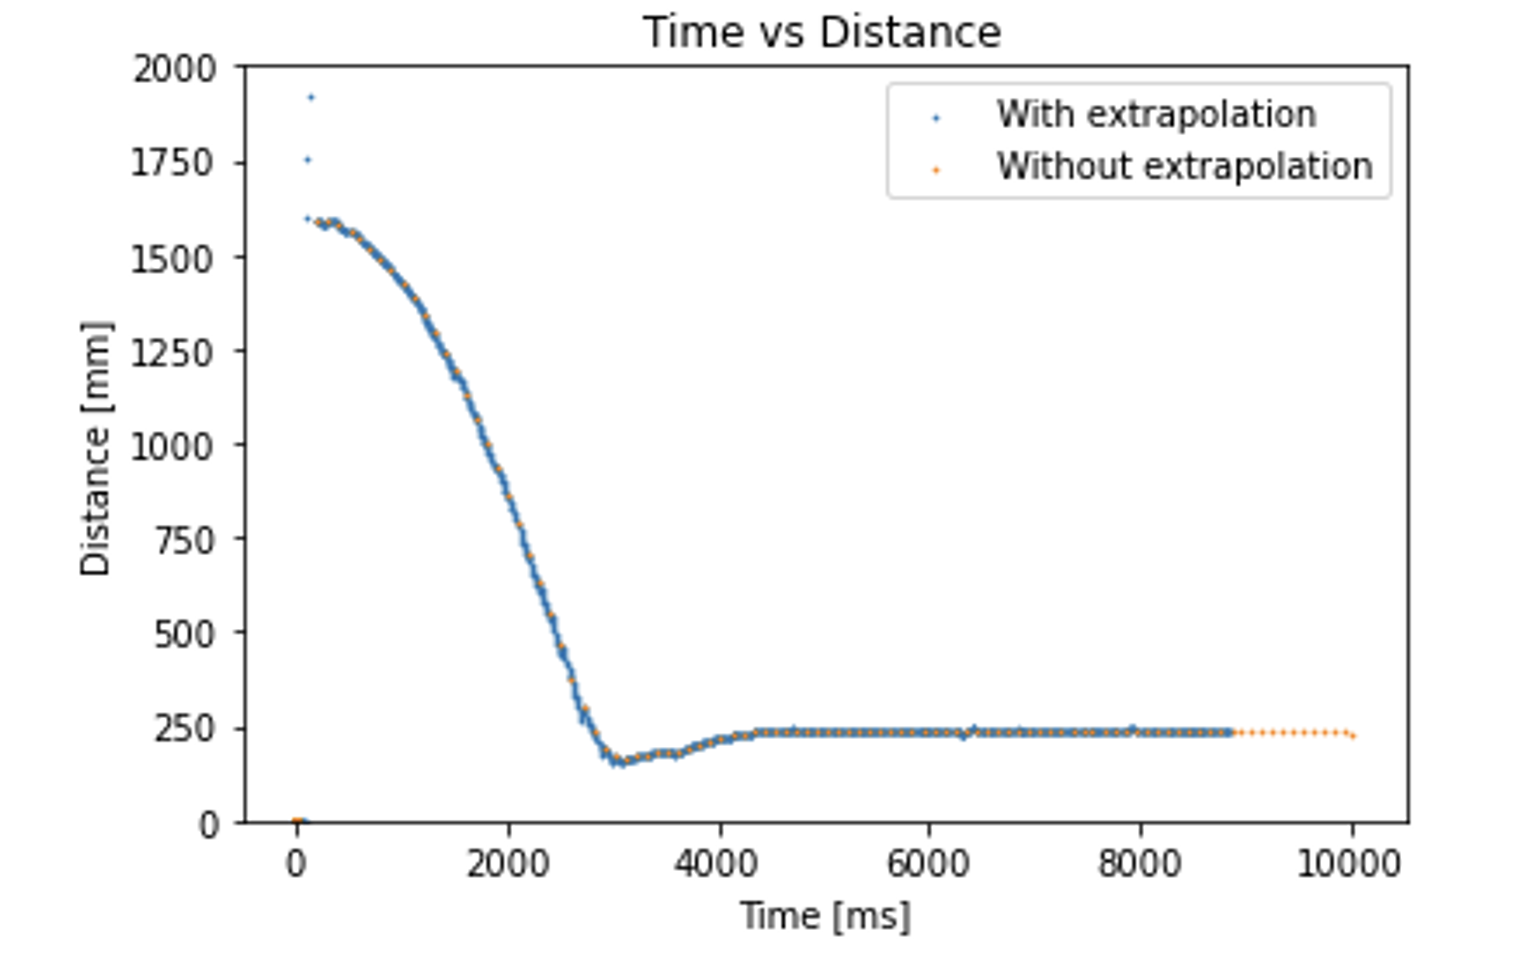 Time vs Distance
2000
1750
1500
1250
1000
750
500
250
0
Distance [mm]
With extrapolation
Without extrapolation
0 2000 4000 6000 8000 10000
Time [ms]